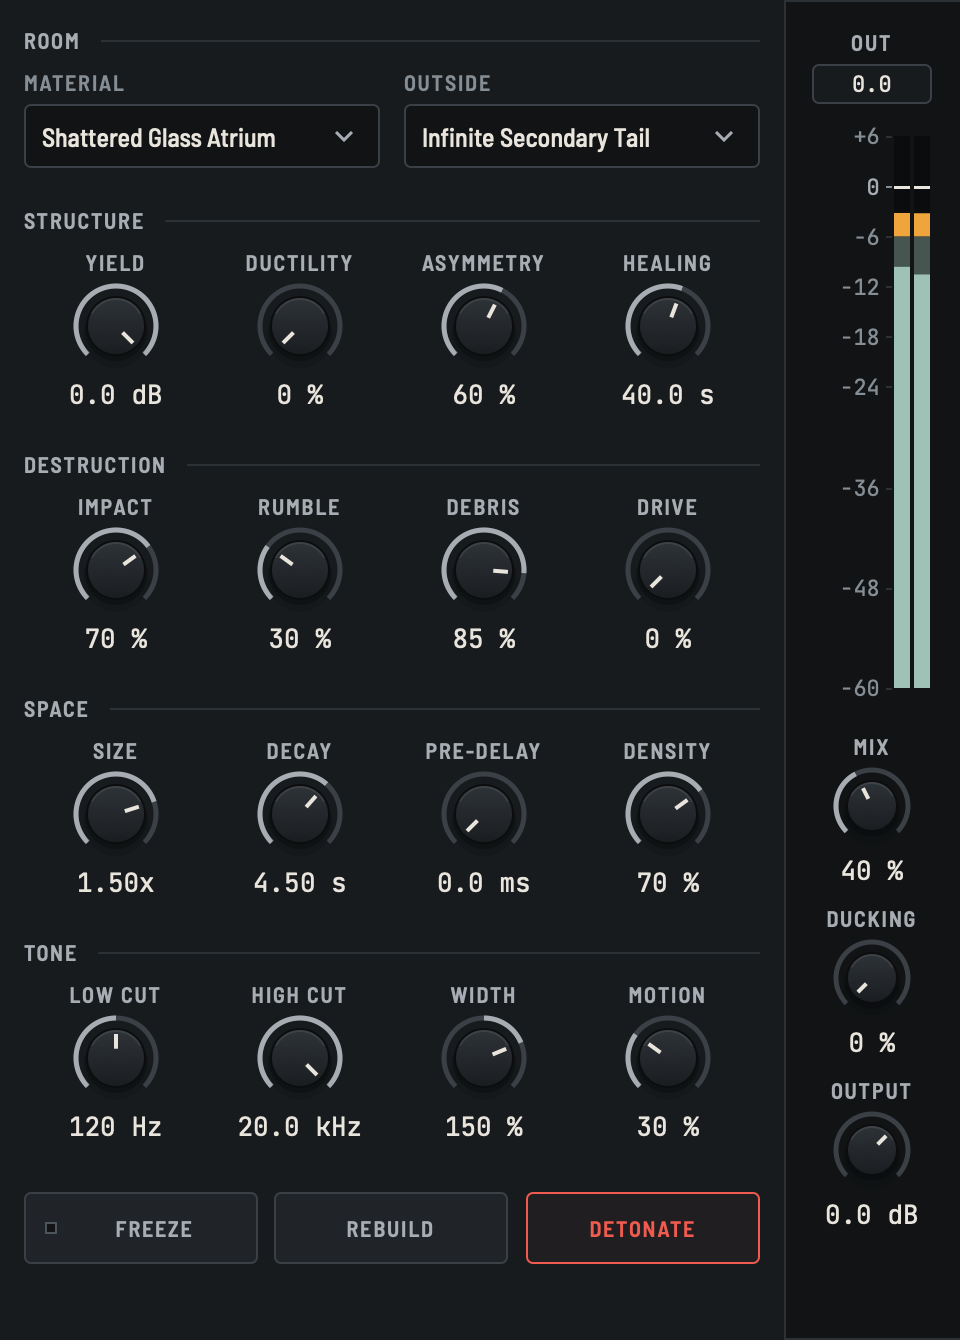 ROOM
MATERIAL OUTSIDE
Shattered Glass Atrium Infinite Secondary Tail
STRUCTURE
YIELD DUCTILITY ASYMMETRY HEALING
0.0 dB 0 % 60 % 40.0 s
DESTRUCTION
IMPACT RUMBLE DEBRIS DRIVE
70 % 30 % 85 % 0 %
SPACE
SIZE DECAY PRE-DELAY DENSITY
1.50x 4.50 s 0.0 ms 70 %
TONE
LOW CUT HIGH CUT WIDTH MOTION
120 Hz 20.0 kHz 150 % 30 %
FREEZE REBUILD DETONATE
OUT
0.0
+6
0
-6
-12
-18
-24
-36
-48
-60
MIX
40 %
DUCKING
0 %
OUTPUT
0.0 dB